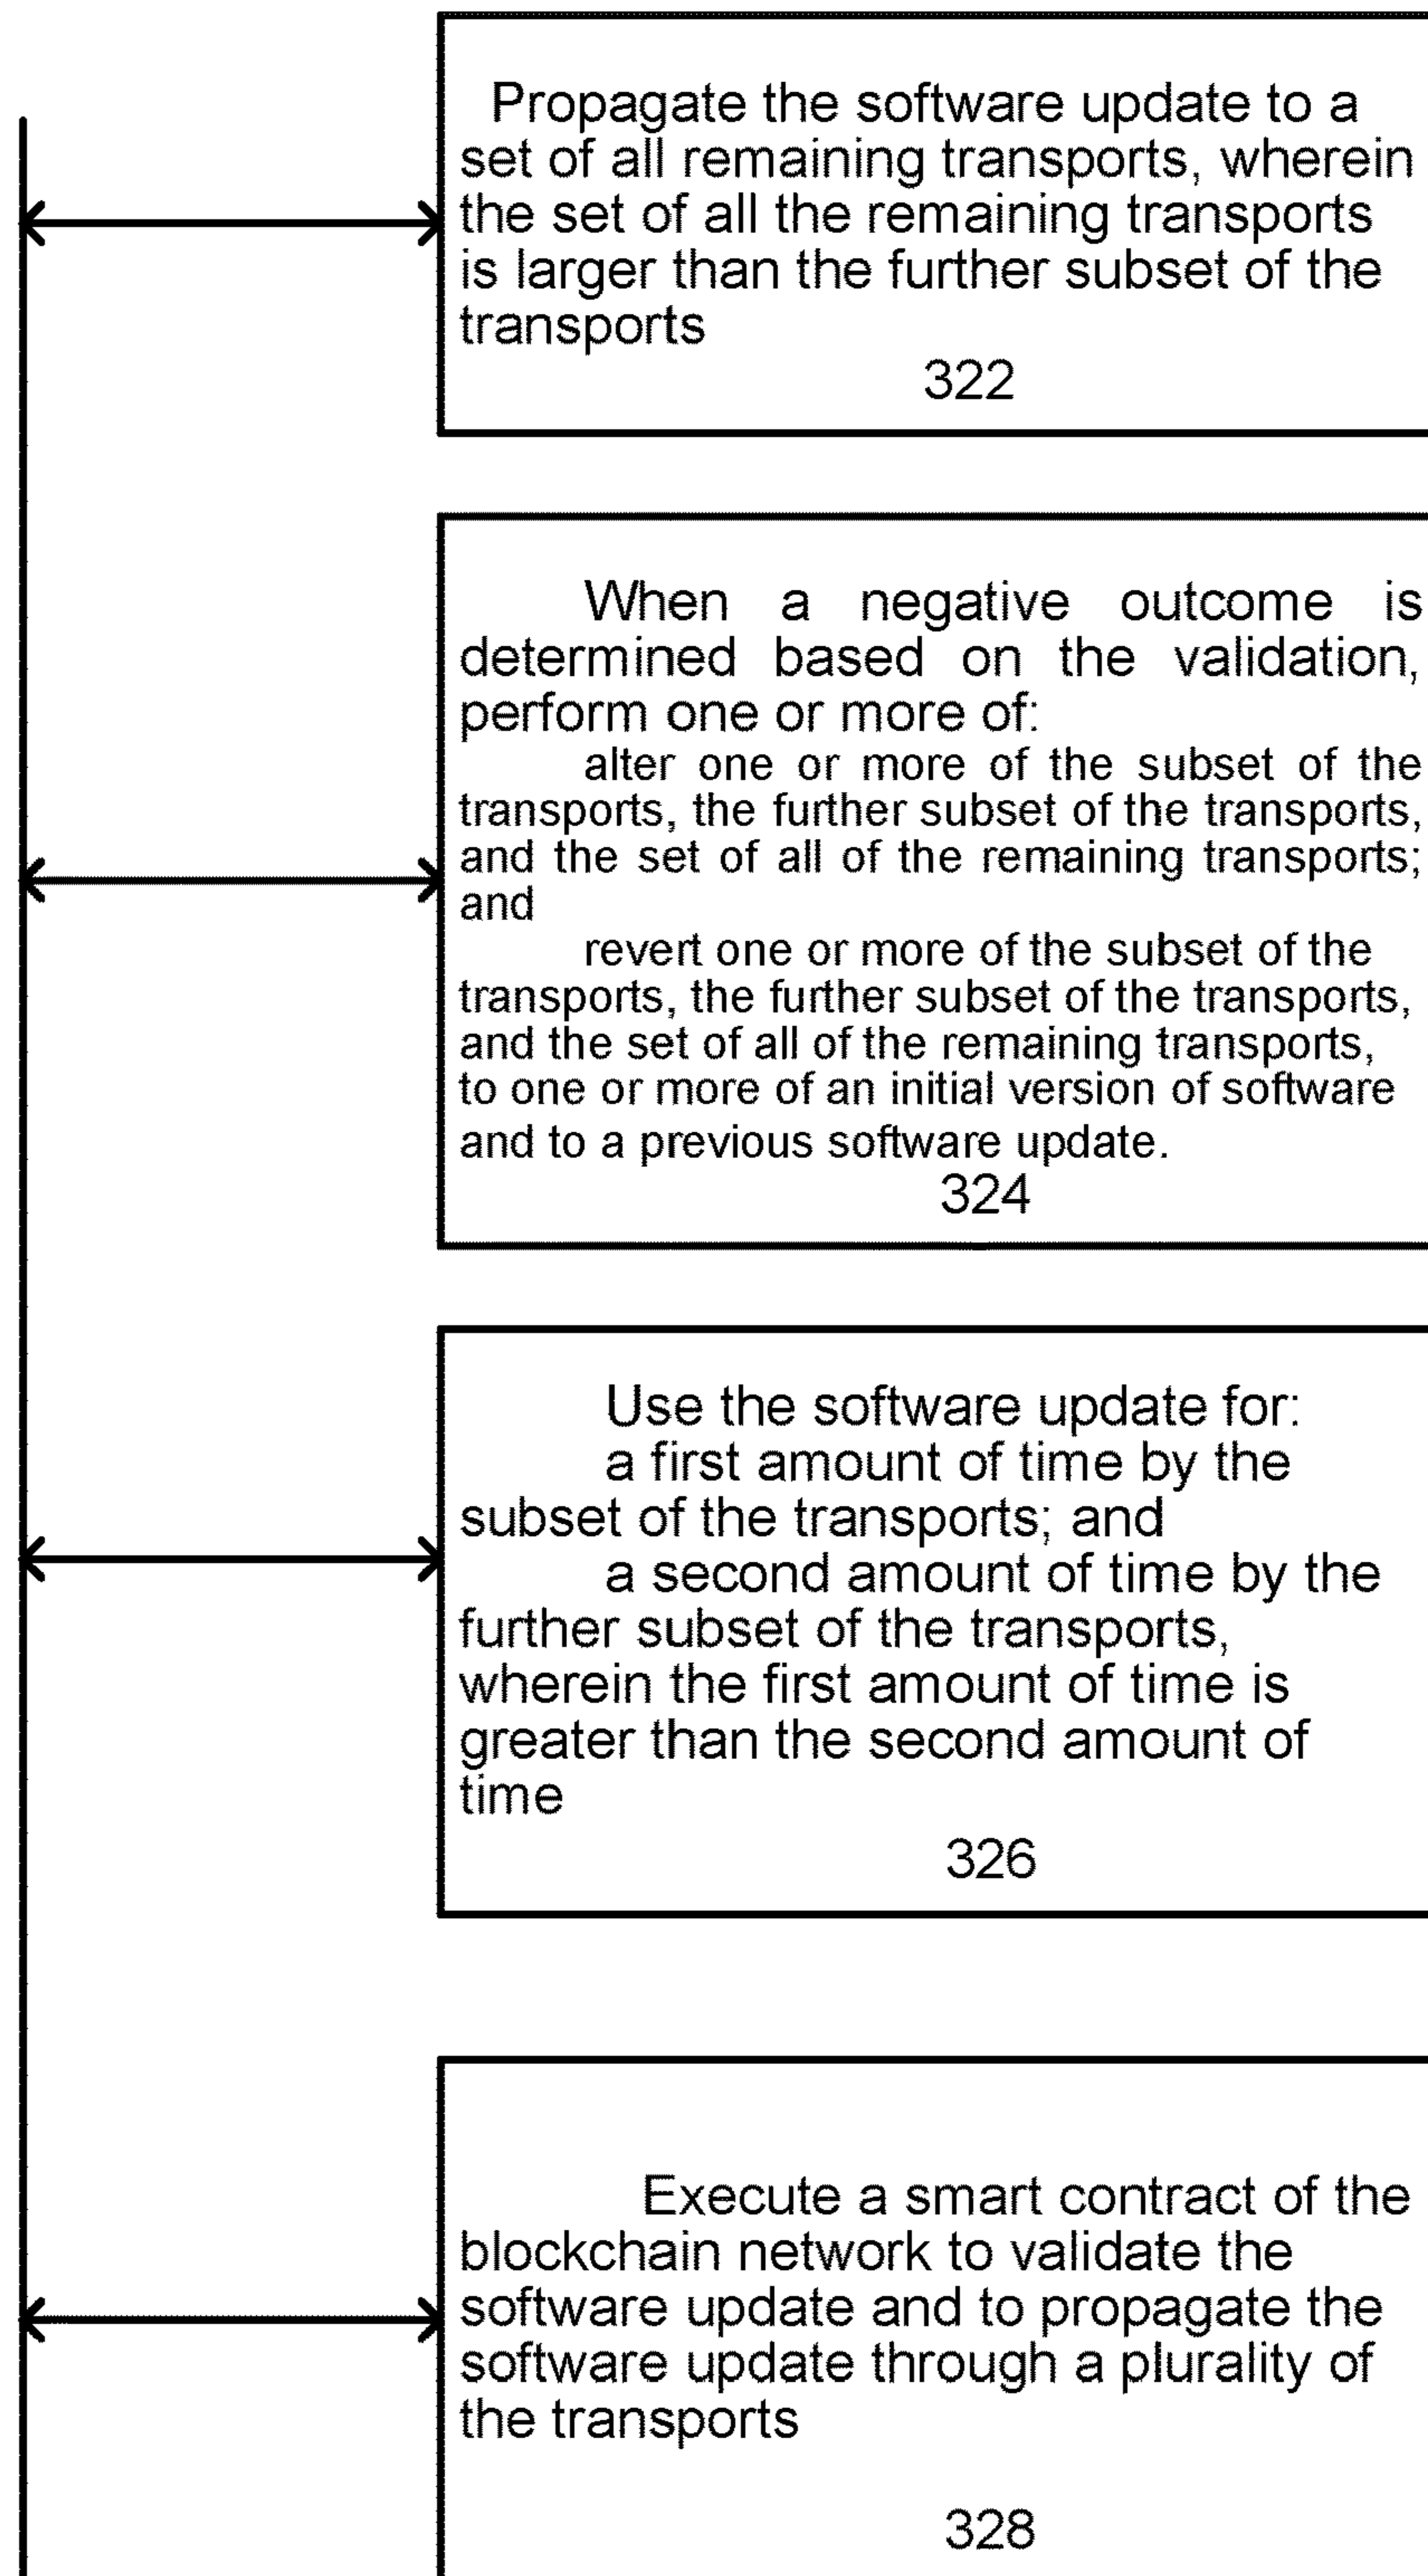 Propagate the software update to a
set of all remaining transports, wherein
the set of all the remaining transports
is larger than the further subset of the
transports
322
When a negative outcome is
determined based on the validation,
perform one or more of:
alter one or more of the subset of the
transports, the further subset of the transports,
and the set of all of the remaining transports;
and
revert one or more of the subset of the
transports, the further subset of the transports,
and the set of all of the remaining transports,
to one or more of an initial version of software
and to a previous software update.
324
Use the software update for:
a first amount of time by the
subset of the transports; and
a second amount of time by the
further subset of the transports,
wherein the first amount of time is
greater than the second amount of
time
326
Execute a smart contract of the
blockchain network to validate the
software update and to propagate the
software update through a plurality of
the transports
328